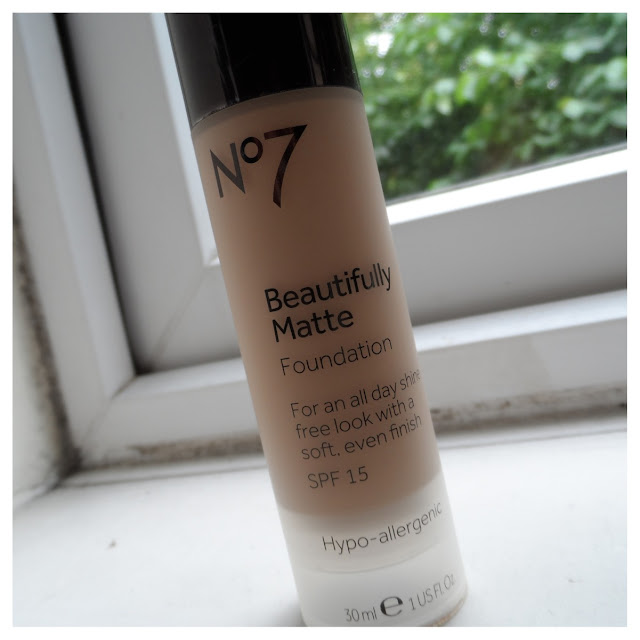 No7
Beautifully
Matte
Foundation
For an all day shine
free look with a
soft, even finish
SPF 15
Hypo-allergenic
30ml e 1 US Fl. Oz